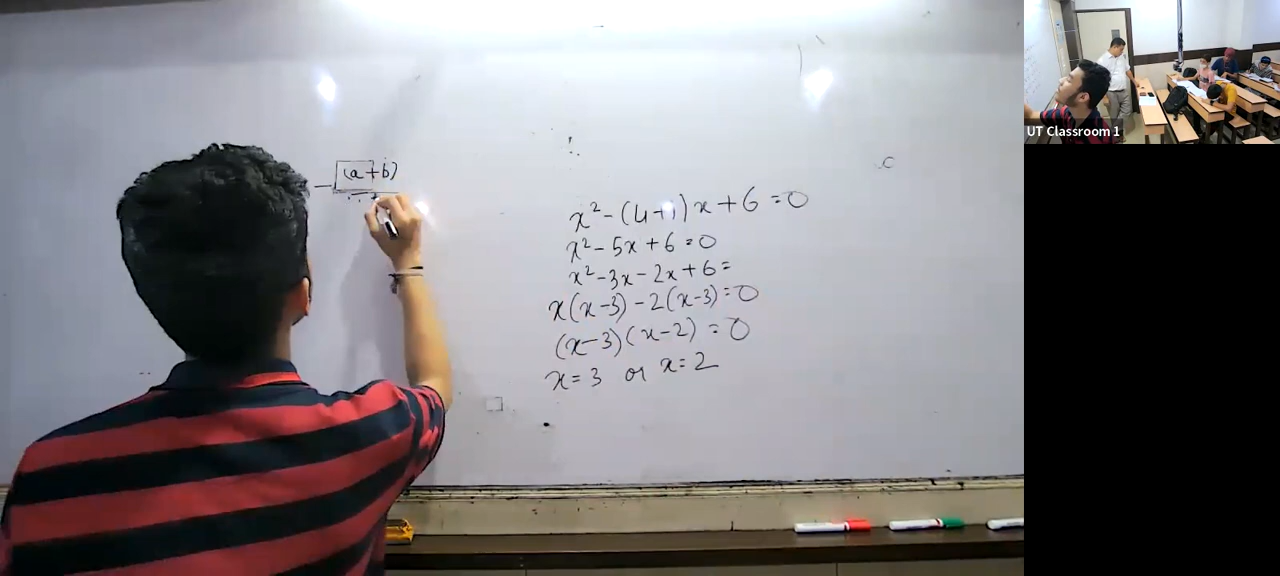 -(a+b)
x² - (4+1)x + 6 = 0
x² - 5x + 6 = 0
x² - 3x - 2x + 6 =
x(x-3) - 2(x-3) = 0
(x-3)(x-2) = 0
x = 3 or x = 2
c
UT Classroom 1